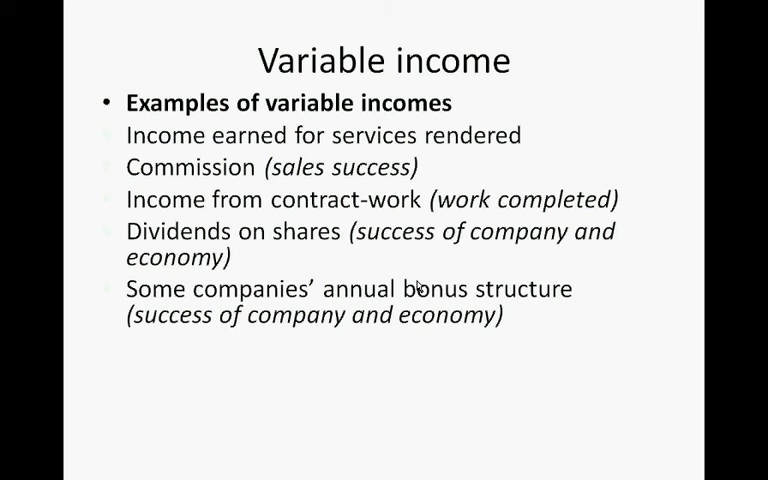 Variable income
• Examples of variable incomes
Income earned for services rendered
Commission (sales success)
Income from contract-work (work completed)
Dividends on shares (success of company and
economy)
Some companies’ annual bonus structure
(success of company and economy)